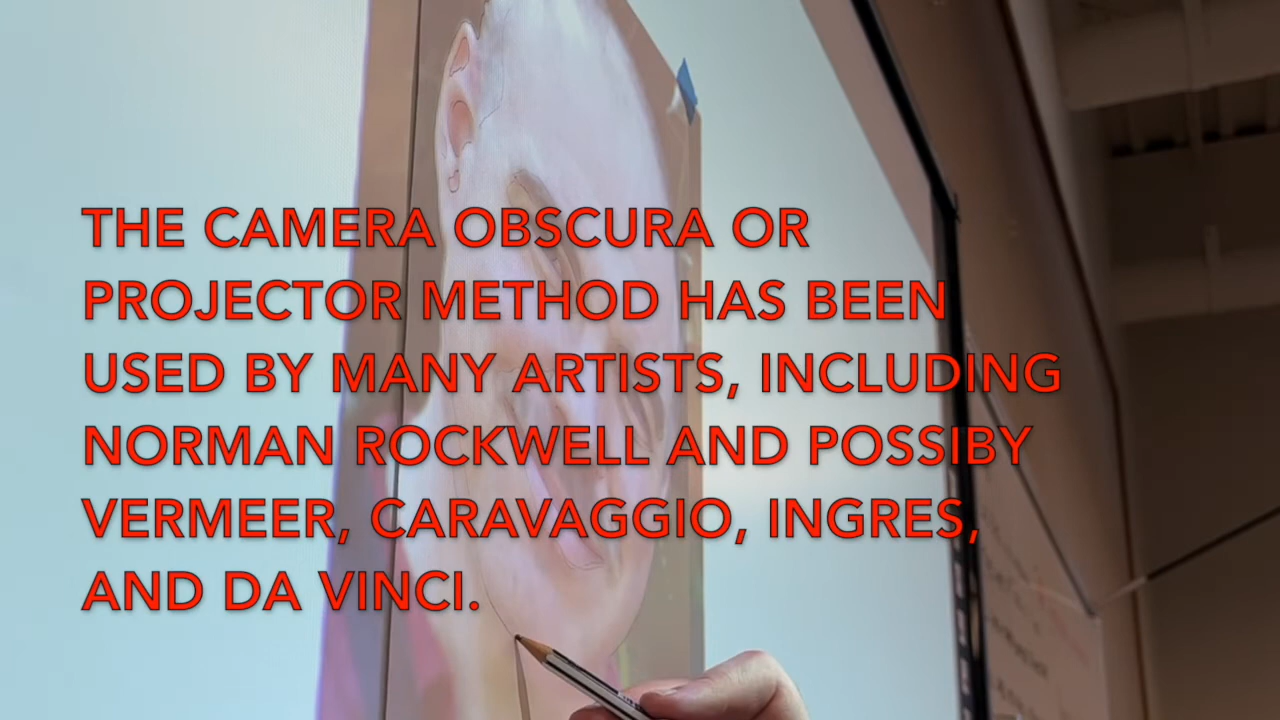 THE CAMERA OBSCURA OR
PROJECTOR METHOD HAS BEEN
USED BY MANY ARTISTS, INCLUDING
NORMAN ROCKWELL AND POSSIBY
VERMEER, CARAVAGGIO, INGRES,
AND DA VINCI.